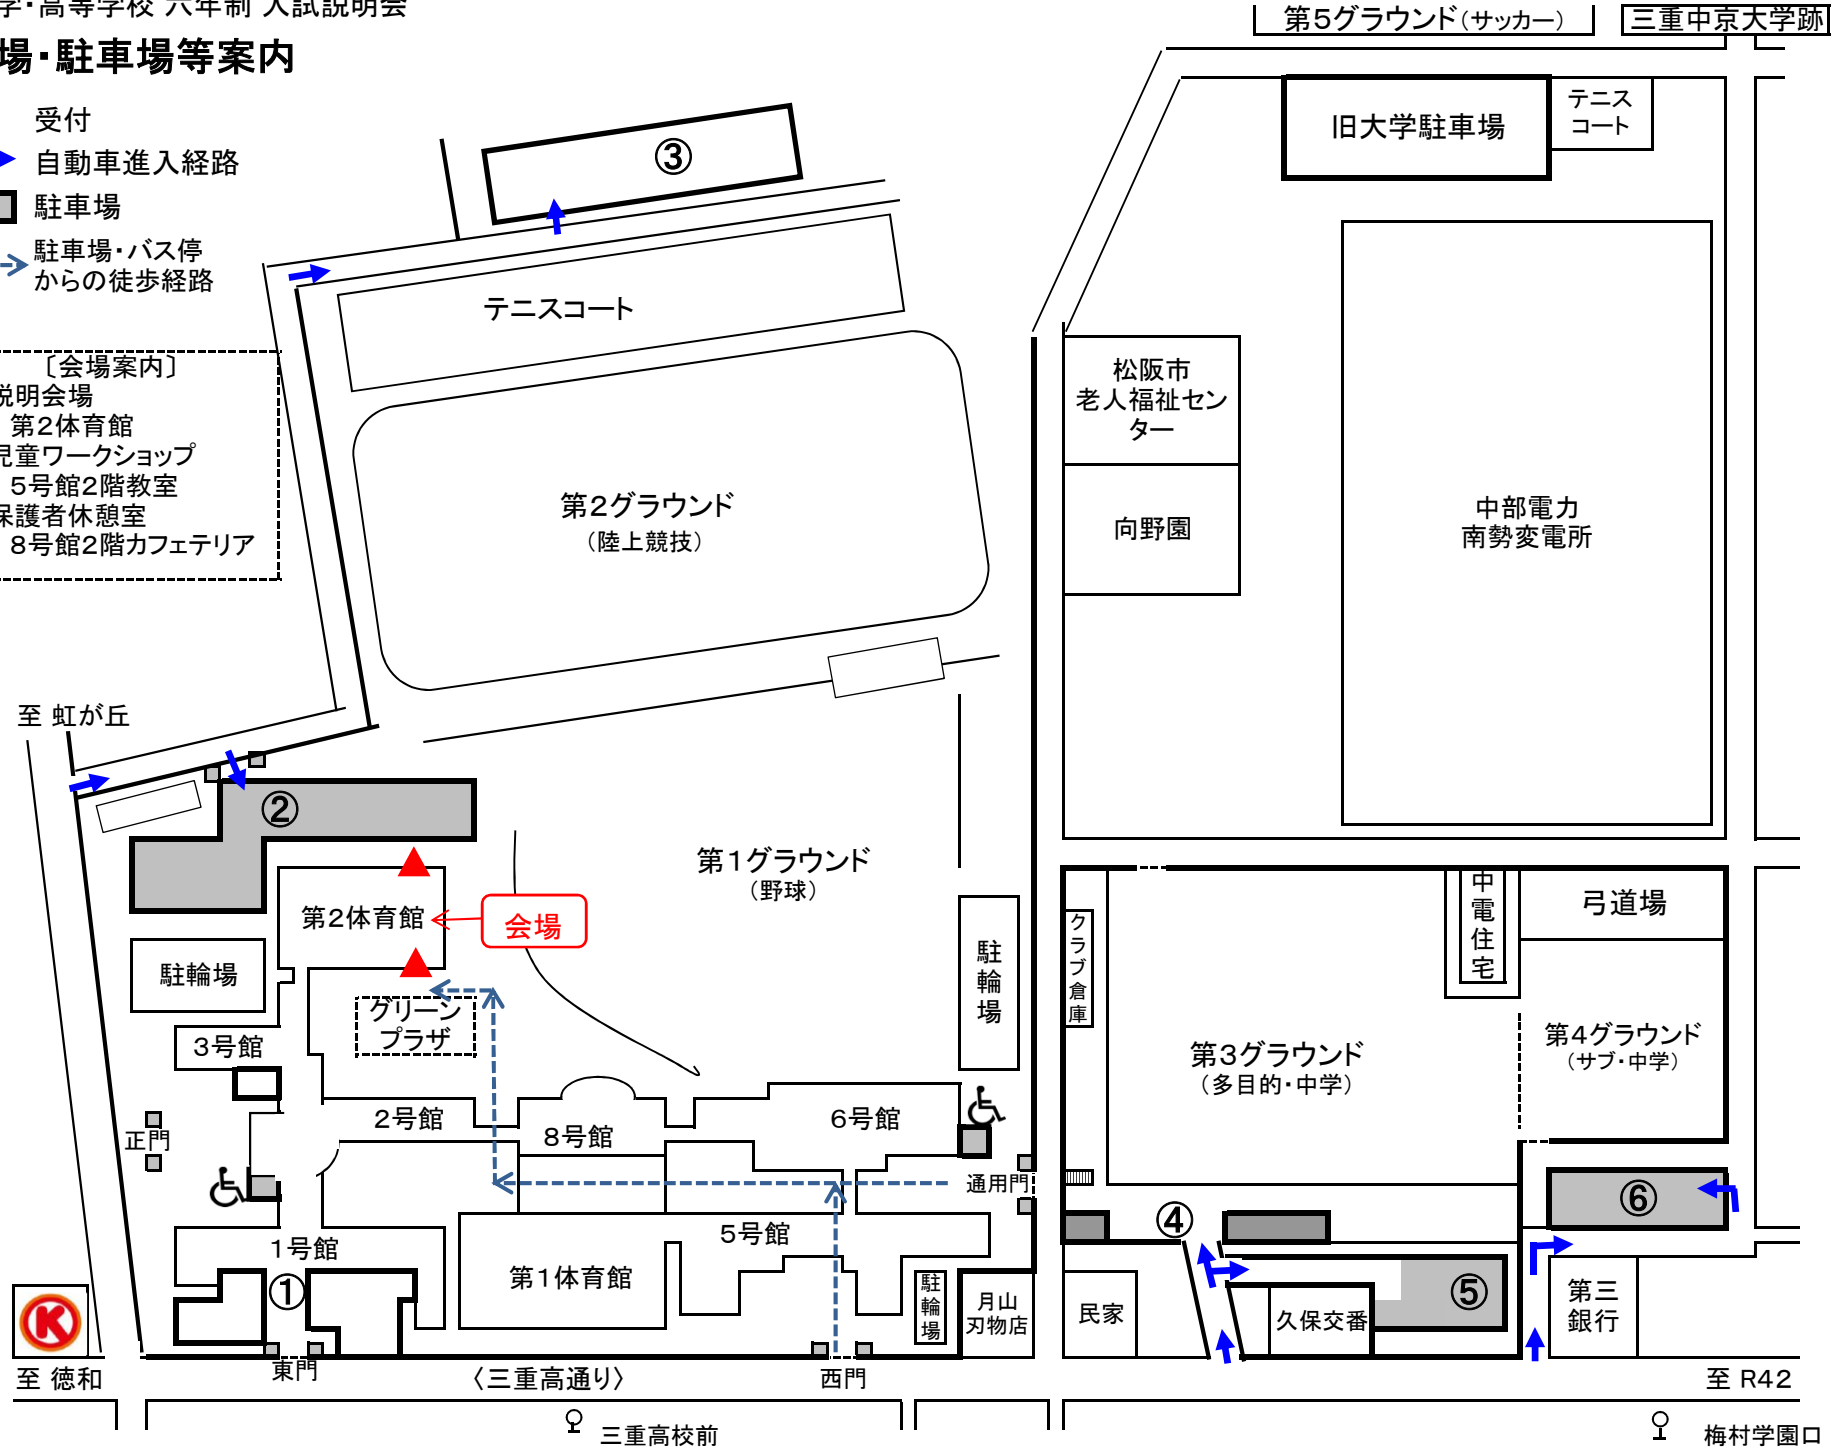 学・高等学校 六年制 入試説明会
場・駐車場等案内
受付
自動車進入経路
駐車場
駐車場・バス停
からの徒歩経路
〔会場案内〕
説明会場
第2体育館
児童ワークショップ
5号館2階教室
保護者休憩室
8号館2階カフェテリア
第5グラウンド（サッカー）
三重中京大学跡
旧大学駐車場
テニス
コート
③
テニスコート
第2グラウンド
（陸上競技）
松阪市
老人福祉セン
ター
向野園
中部電力
南勢変電所
至 虹が丘
②
第2体育館
会場
第1グラウンド
（野球）
駐輪場
グリーン
プラザ
3号館
2号館
8号館
6号館
駐輪場
クラブ倉庫
中電住宅
弓道場
第3グラウンド
（多目的・中学）
第4グラウンド
（サブ・中学）
正門
通用門
1号館
①
第1体育館
5号館
駐輪場
月山
刃物店
④
⑥
民家
久保交番
⑤
第三
銀行
K
至 徳和
東門
〈三重高通り〉
西門
至 R42
三重高校前
梅村学園口